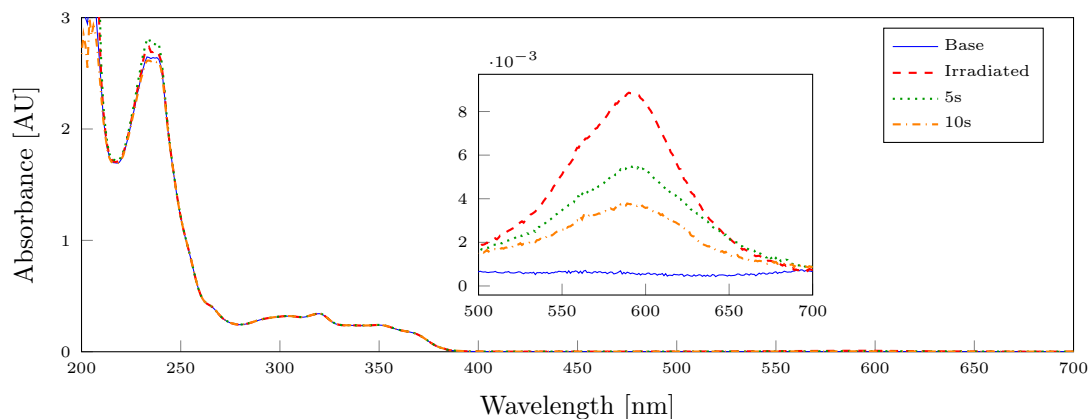 3
2
1
0
Absorbance [AU]
200 250 300 350 400 450 500 550 600 650 700
Wavelength [nm]
·10⁻³
8
6
4
2
0
500 550 600 650 700
Base
Irradiated
5s
10s